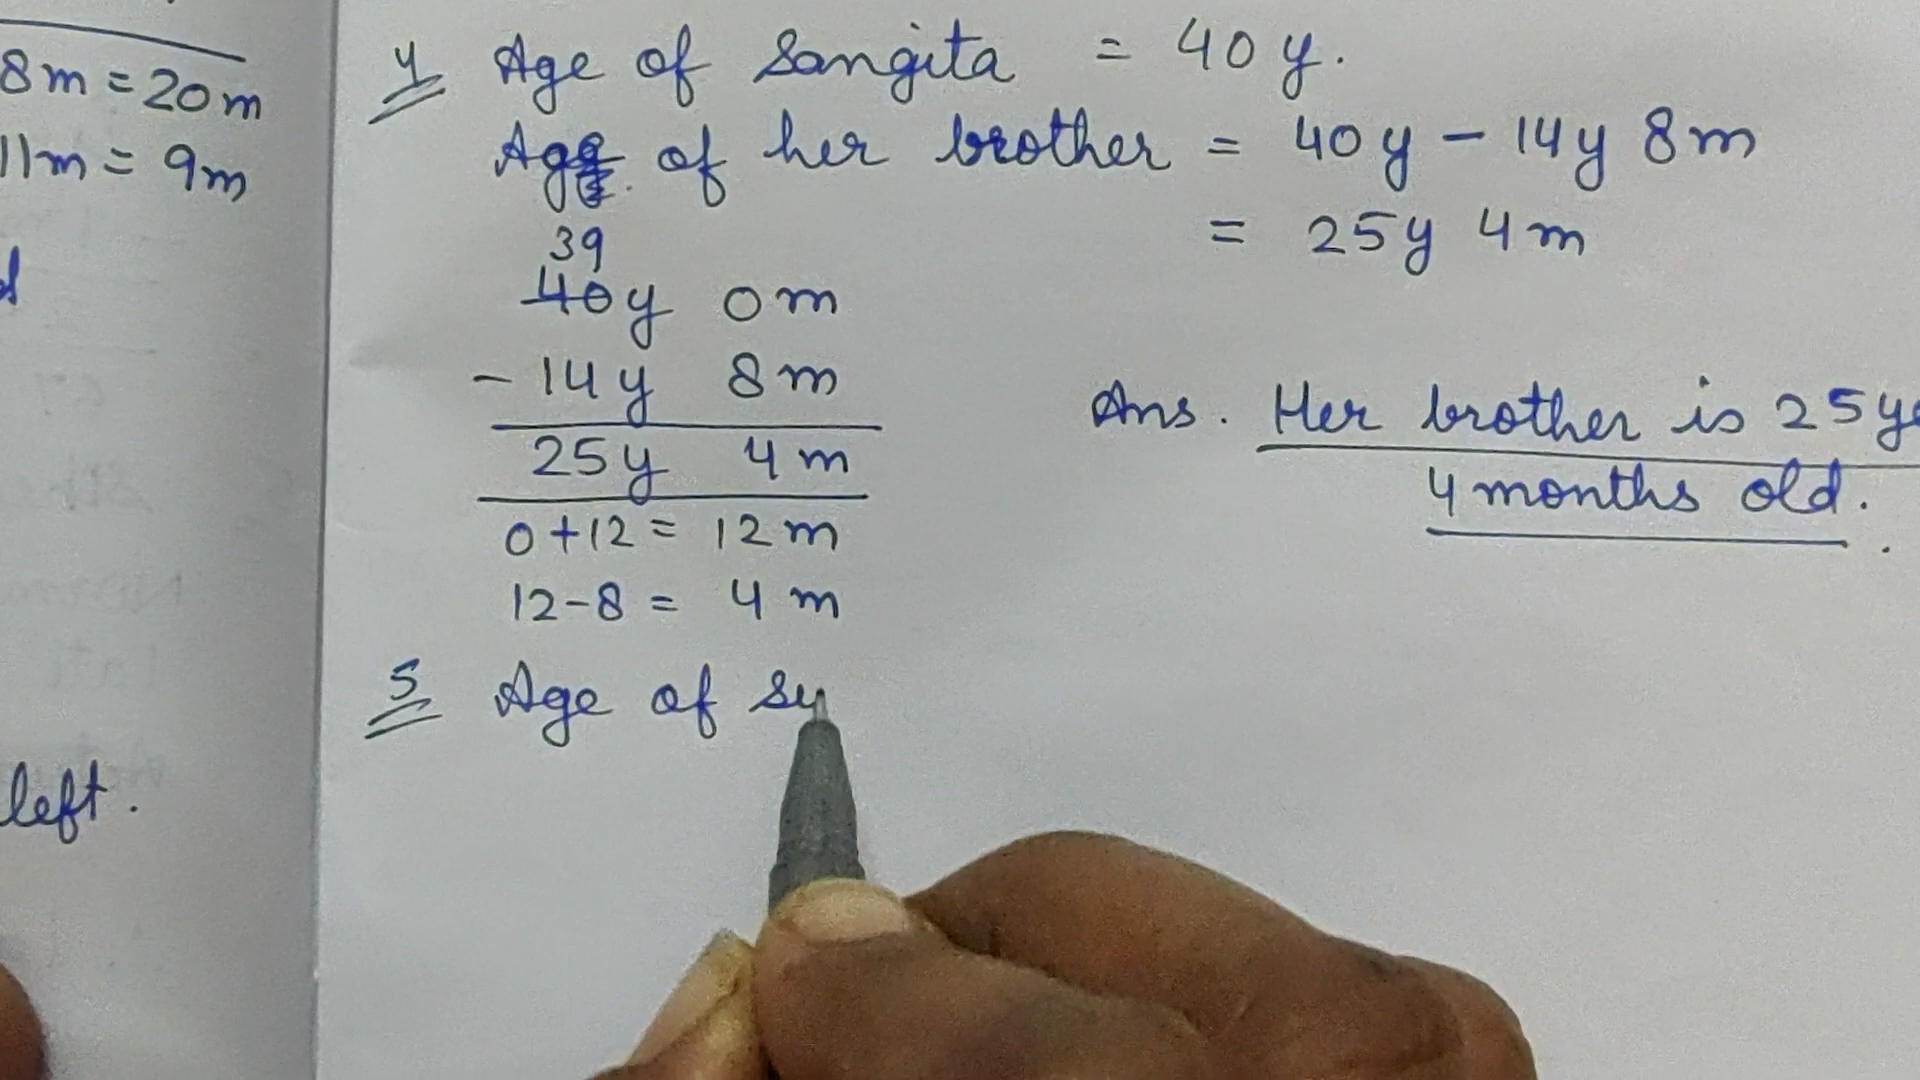 8m = 20m
11m = 9m
left.
4 Age of Sangita = 40y.
Age of her brother = 40y - 14y 8m
= 25y 4m
39
40y 0m
- 14y 8m
25y 4m
0+12 = 12m
12-8 = 4m
Ans. Her brother is 25y
4 months old.
5 Age of Su